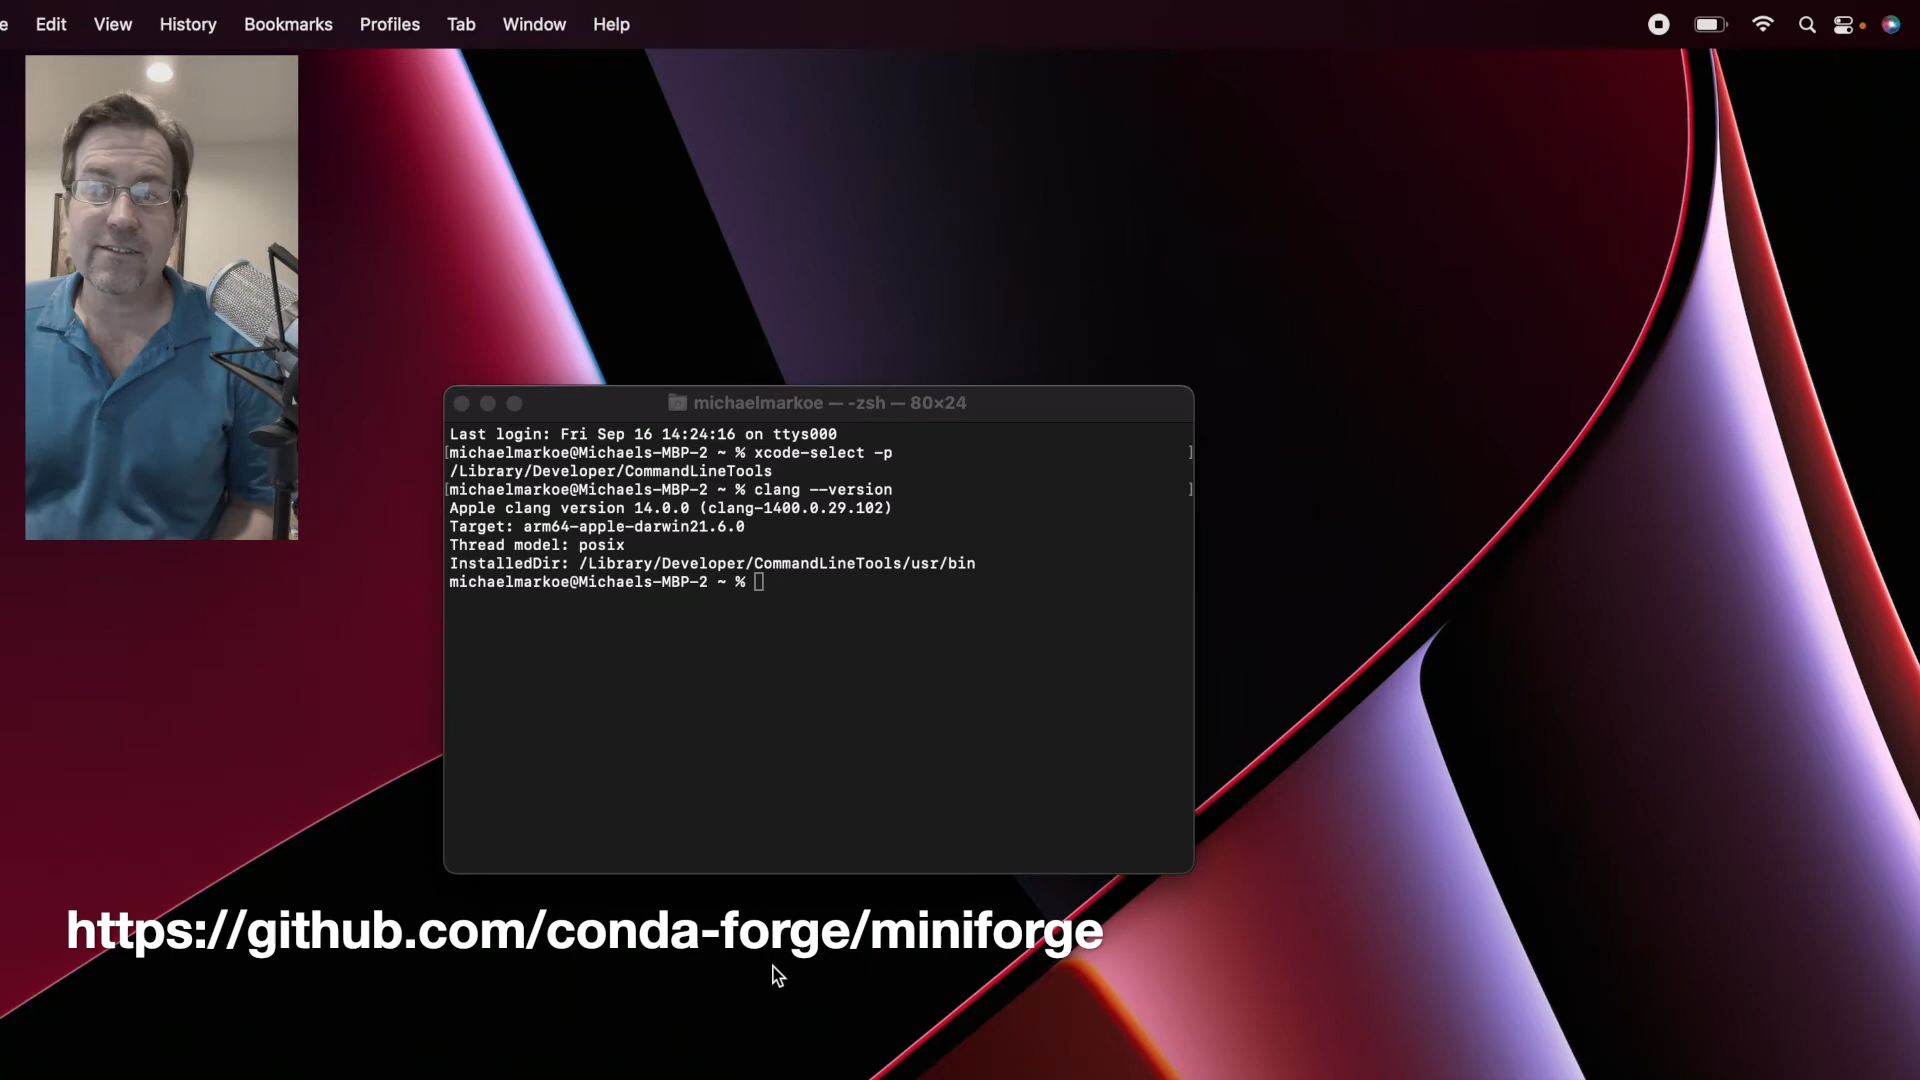 Edit View History Bookmarks Profiles Tab Window Help
michaelmarkoe — -zsh — 80×24
Last login: Fri Sep 16 14:24:16 on ttys000
[michaelmarkoe@Michaels-MBP-2 ~ % xcode-select -p ]
/Library/Developer/CommandLineTools
[michaelmarkoe@Michaels-MBP-2 ~ % clang --version ]
Apple clang version 14.0.0 (clang-1400.0.29.102)
Target: arm64-apple-darwin21.6.0
Thread model: posix
InstalledDir: /Library/Developer/CommandLineTools/usr/bin
michaelmarkoe@Michaels-MBP-2 ~ %
https://github.com/conda-forge/miniforge